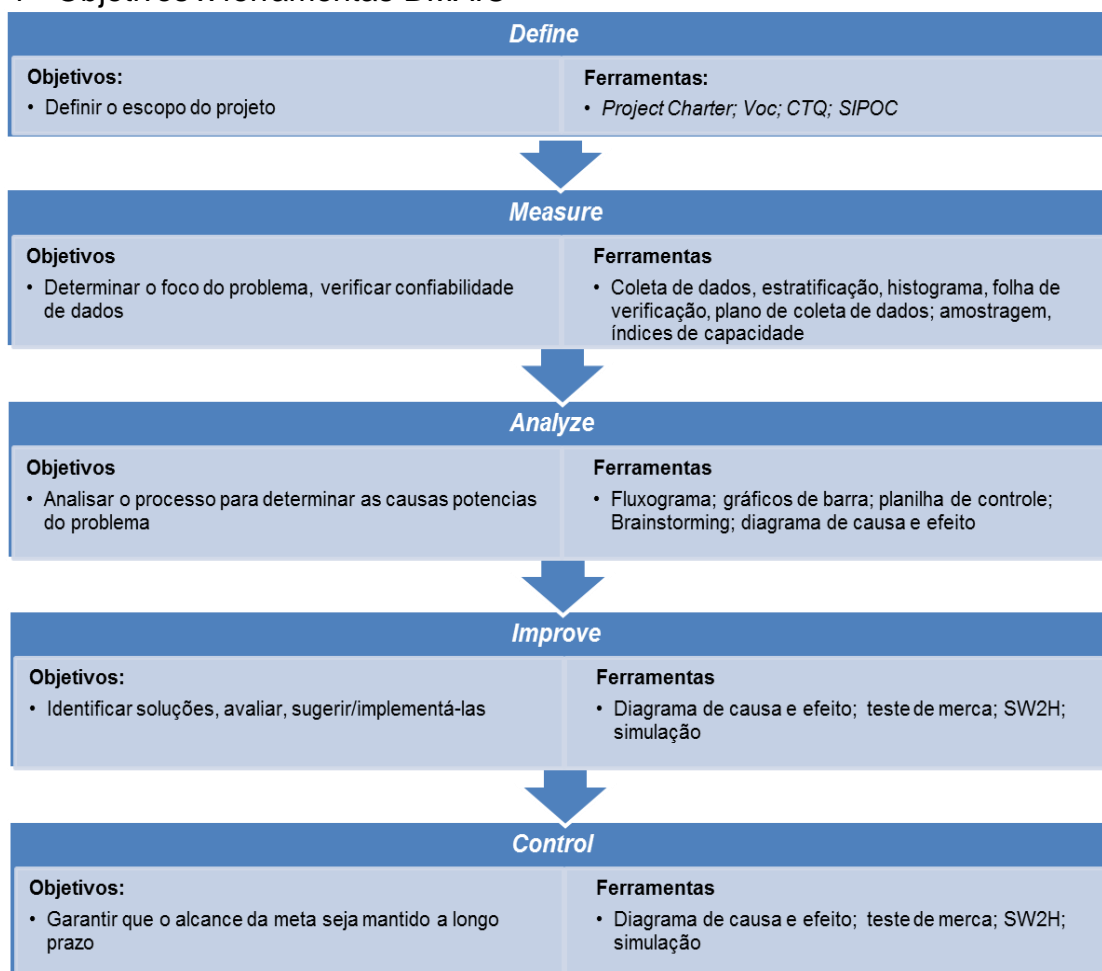 Define
Objetivos:
• Definir o escopo do projeto
Ferramentas:
• Project Charter; Voc; CTQ; SIPOC
Measure
Objetivos
• Determinar o foco do problema, verificar confiabilidade
de dados
Ferramentas
• Coleta de dados, estratificação, histograma, folha de
verificação, plano de coleta de dados; amostragem,
índices de capacidade
Analyze
Objetivos
• Analisar o processo para determinar as causas potencias
do problema
Ferramentas
• Fluxograma; gráficos de barra; planilha de controle;
Brainstorming; diagrama de causa e efeito
Improve
Objetivos:
• Identificar soluções, avaliar, sugerir/implementá-las
Ferramentas
• Diagrama de causa e efeito; teste de merca; SW2H;
simulação
Control
Objetivos:
• Garantir que o alcance da meta seja mantido a longo
prazo
Ferramentas
• Diagrama de causa e efeito; teste de merca; SW2H;
simulação